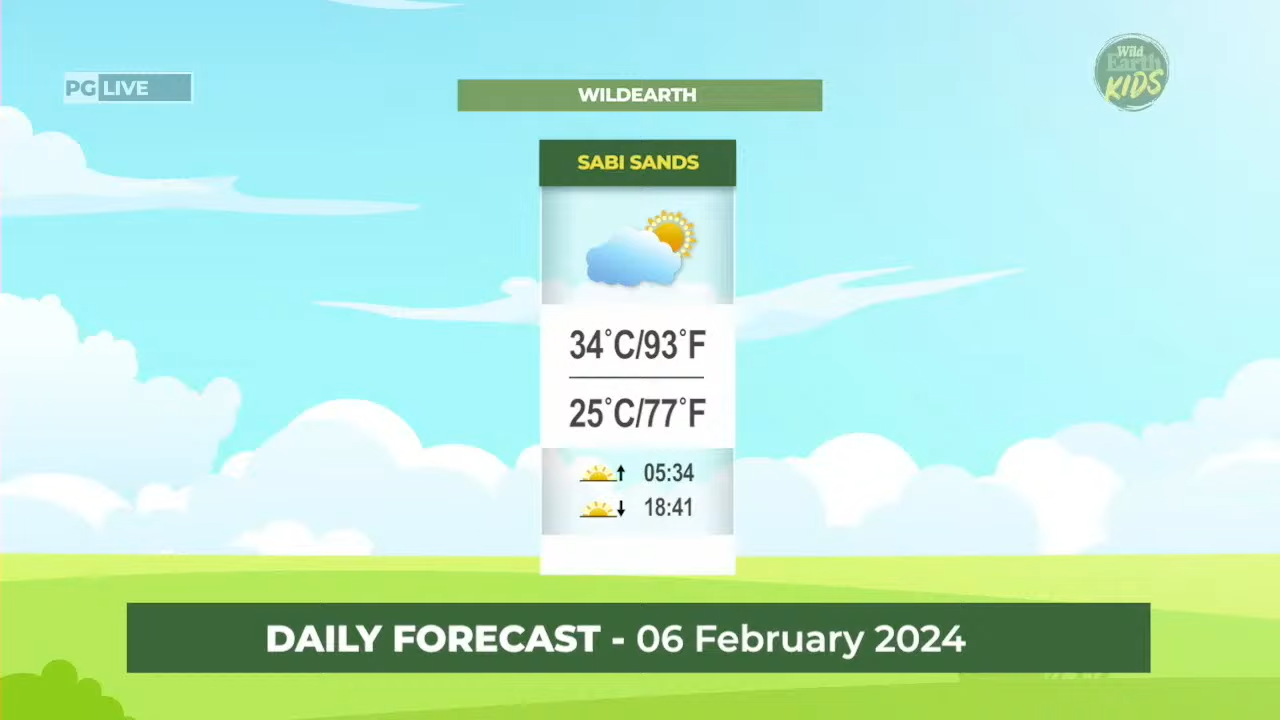 PG LIVE
Wild
Earth
KIDS
WILDEARTH
SABI SANDS
34°C/93°F
25°C/77°F
05:34
18:41
DAILY FORECAST - 06 February 2024